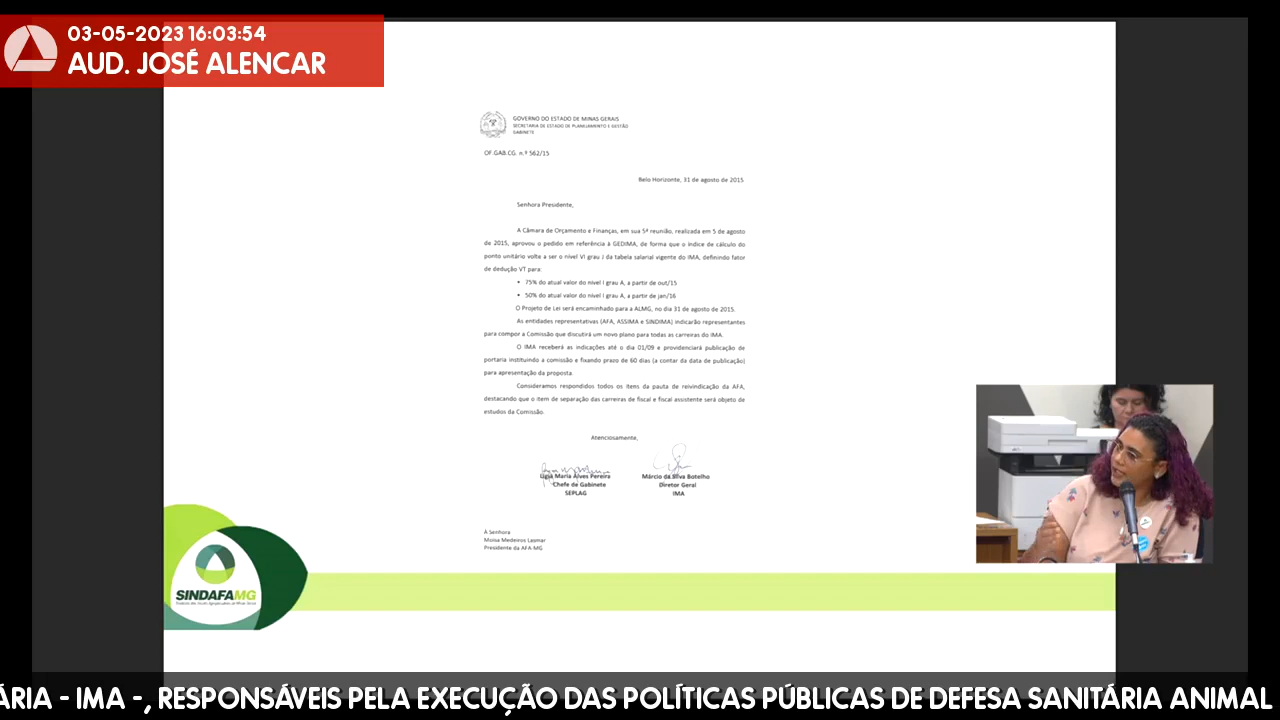 03-05-2023 16:03:54
AUD. JOSÉ ALENCAR
GOVERNO DO ESTADO DE MINAS GERAIS
SECRETARIA DE ESTADO DE PLANEJAMENTO E GESTÃO
GABINETE
OF.GAB.CG. n.º 562/15
Belo Horizonte, 31 de agosto de 2015
Senhora Presidente,
A Câmara de Orçamento e Finanças, em sua 5ª reunião, realizada em 5 de agosto
de 2015, aprovou o pedido em referência à GEDIMA, de forma que o índice de cálculo do
ponto unitário volte a ser o nível VI grau J da tabela salarial vigente do IMA, definindo fator
de dedução VT para:
• 75% do atual valor do nível I grau A, a partir de out/15
• 50% do atual valor do nível I grau A, a partir de jan/16
O Projeto de Lei será encaminhado para a ALMG, no dia 31 de agosto de 2015.
As entidades representativas (AFA, ASSIMA e SINDIMA) indicarão representantes
para compor a Comissão que discutirá um novo plano para todas as carreiras do IMA.
O IMA receberá as indicações até o dia 01/09 e providenciará publicação de
portaria instituindo a comissão e fixando prazo de 60 dias (a contar da data de publicação)
para apresentação da proposta.
Consideramos respondidos todos os itens da pauta de reivindicação da AFA,
destacando que o item de separação das carreiras de fiscal e fiscal assistente será objeto de
estudos da Comissão.
Atenciosamente,
Ligia Maria Alves Pereira
Chefe de Gabinete
SEPLAG
Márcio da Silva Botelho
Diretor Geral
IMA
À Senhora
Moisa Medeiros Lasmar
Presidente da AFA MG
SINDAFAMG
ÁRIA - IMA -, RESPONSÁVEIS PELA EXECUÇÃO DAS POLÍTICAS PÚBLICAS DE DEFESA SANITÁRIA ANIMAL